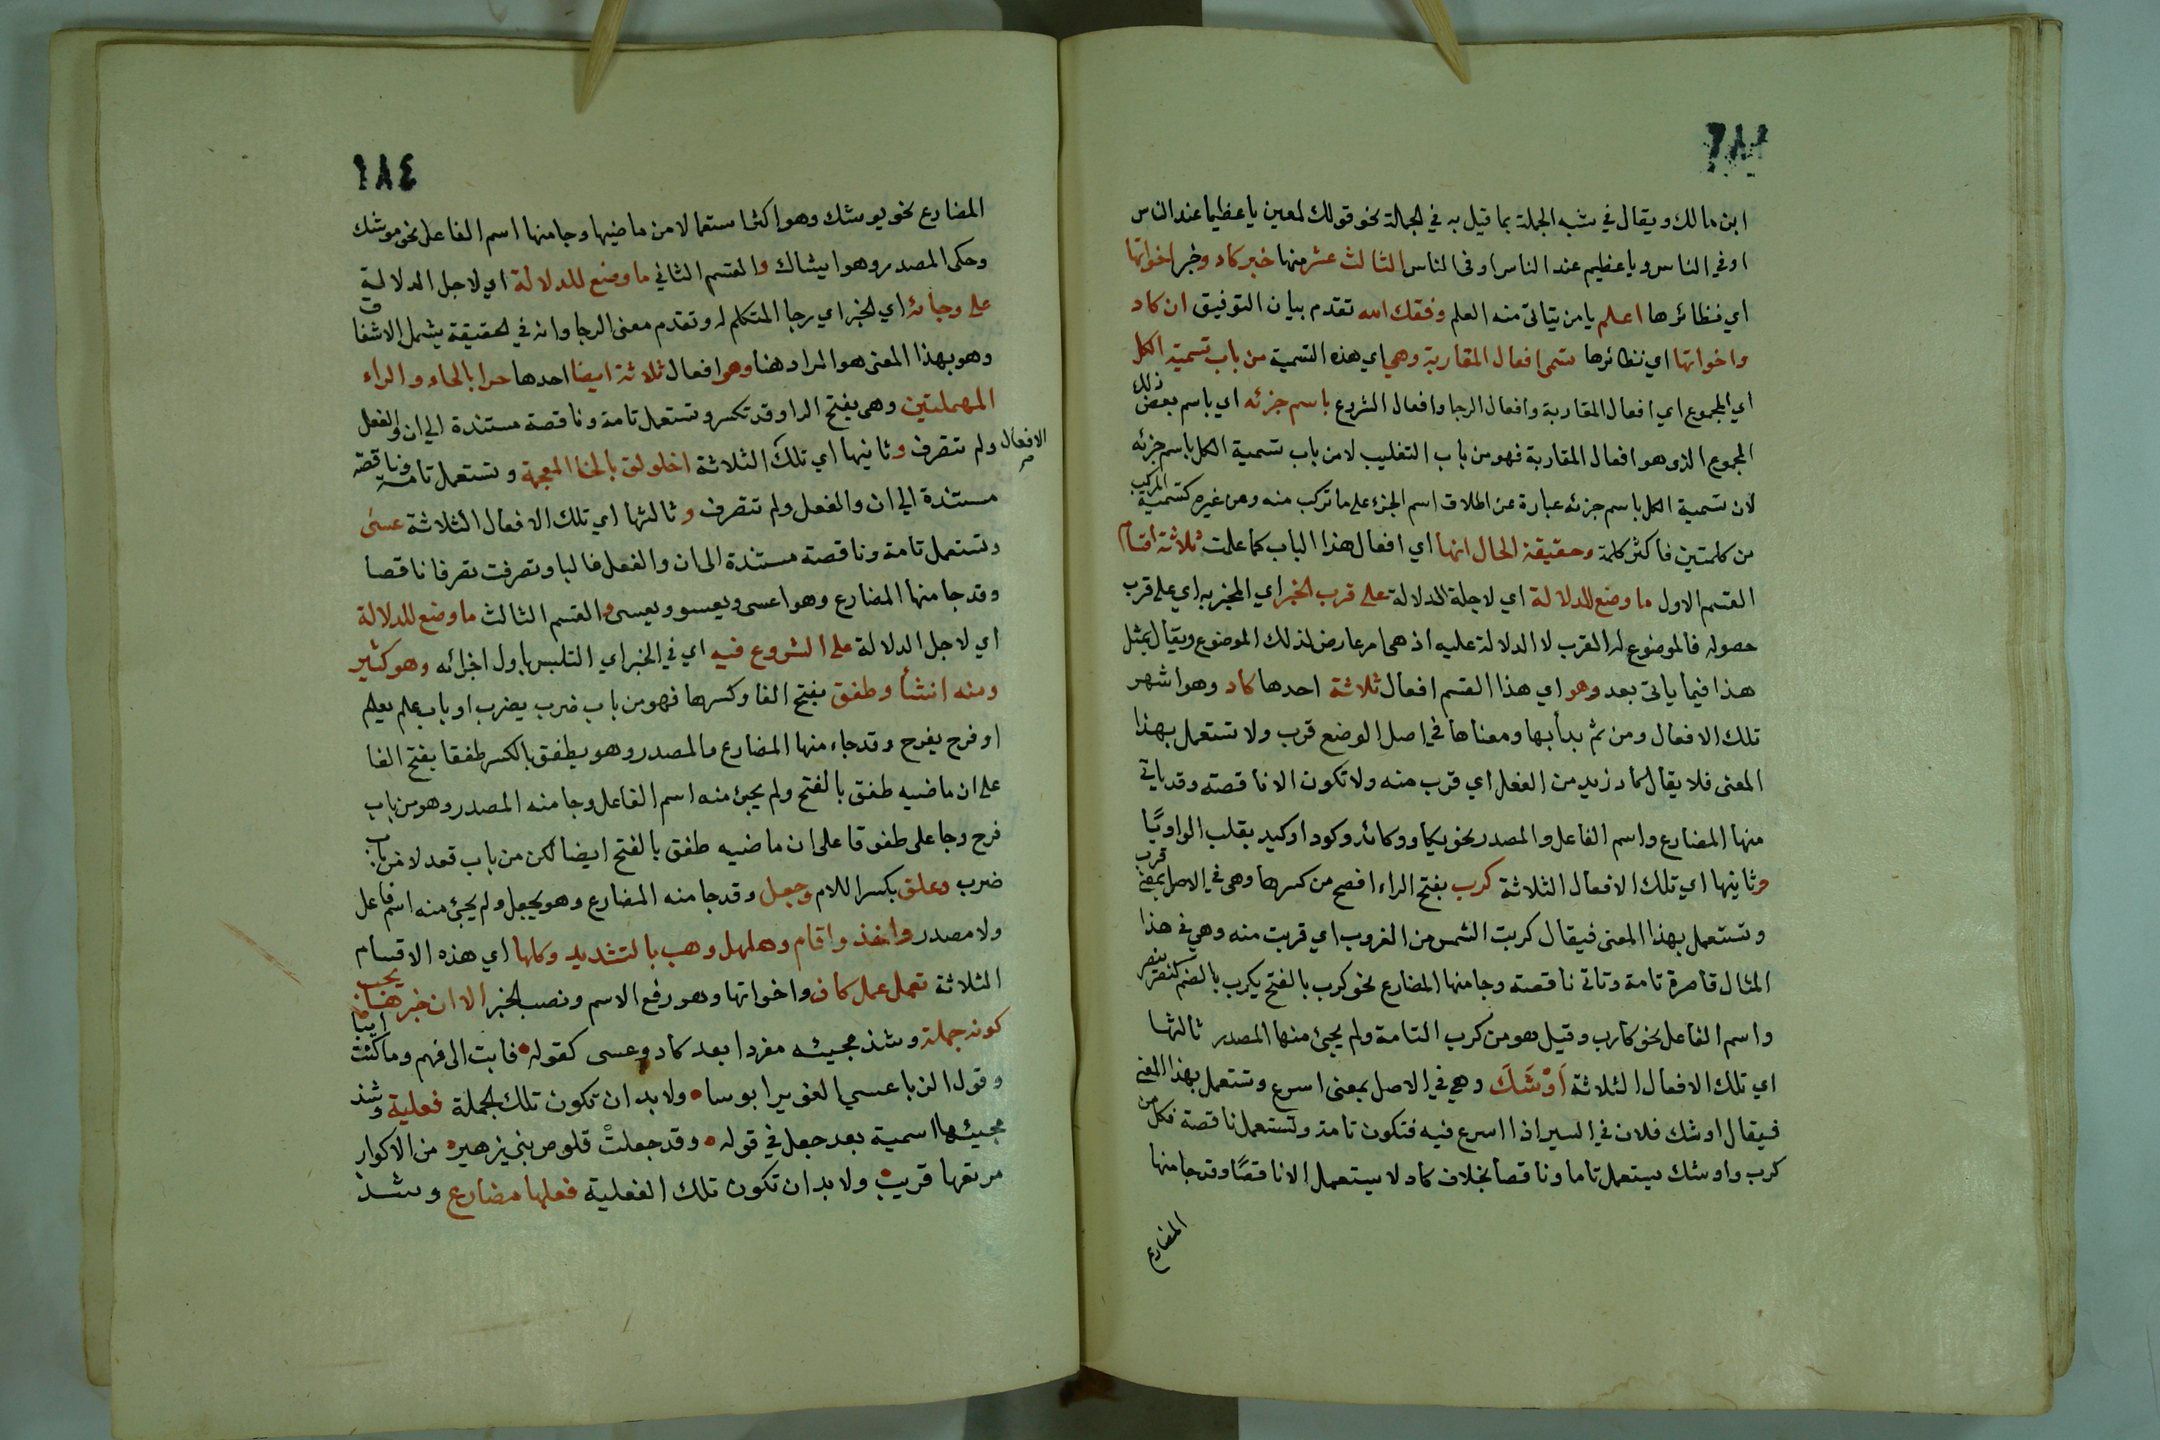 ابن مالك ويقال في شبه الجملة بما قيل به في الجملة نحو قولك لمعين يا عظيما عند الناس
او في الناس ويا عظيم عند الناس او في الناس الثالث عشر منها خبر كاد وخبر اخواتها
اي نظائرها اعلم يا من يتاتى منه العلم وفقك الله تقدم بيان التوفيق ان كاد
واخواتها اي نظائرها تسمى افعال المقاربة وهي اي هذه التسمية من باب تسمية الكل
اي المجموع اي افعال المقاربة وافعال الرجا وافعال الشروع باسم جزئه اي باسم بعض ذلك
المجموع الذي هو افعال المقاربة فهو من باب التغليب لا من باب تسمية الكل باسم جزئه
لان تسمية الكل باسم جزئه عبارة عن اطلاق اسم الجزء على ما تركب منه ومن غيره كتسمية المركب
من كلمتين فاكثر كلمة وحقيقة الحال انها اي افعال هذا الباب كما علمت ثلاثة اقسام
القسم الاول ما وضع للدلالة اي لاجلة الدلالة على قرب الخبر اي المخبر به اي على قرب
حصوله فالموضوع له القرب لا الدلالة عليه اذ هي امر عارض لذلك الموضوع ويقال بمثل
هذا فيما ياتي بعد وهو اي هذا القسم افعال ثلاثة احدها كاد وهو اشهر
تلك الافعال ومن ثم بدأ بها ومعناها في اصل الوضع قرب ولا تستعمل بهذا
المعنى فلا يقال كاد زيد من الفعل اي قرب منه ولا تكون الا ناقصة وقد ياتي
منها المضارع واسم الفاعل والمصدر نحو يكاد وكائد وكود او كيد بقلب الواو يًا
وثانيها اي تلك الافعال الثلاثة كرب بفتح الراء افصح من كسرها وهي في الاصل بمعنى قرب
وتستعمل بهذا المعنى فيقال كربت الشمس من الغروب اي قربت منه وهي في هذا
المثال قاصرة تامة وتاتي ناقصة وجا منها المضارع نحو كرب بالفتح يكرب بالضم كنصر ينصر
واسم الفاعل نحو كارب وقيل هو من كرب التامة ولم يجئ منها المصدر ثالثها
اي تلك الافعال الثلاثة اَوْشَكَ وهي في الاصل بمعنى اسرع وتستعمل بهذا المعنى
فيقال اوشك فلان في السير اذا اسرع فيه فتكون تامة وتستعمل ناقصة فكل من
كرب واوشك يستعمل تاما وناقصا بخلاف كاد لا يستعمل الا ناقصًا وقد جا منها
المضارع
١٨٤
المضارع نحو يوشك وهو اكثر استعمالا من ماضيها وجا منها اسم الفاعل نحو موشك
وحكى المصدر وهو ايشاك والقسم الثاني ما وضع للدلالة اي لاجل الدلالة
على رجائه اي الخبر اي رجا المتكلم له وتقدم معنى الرجا وانه في الحقيقة يشمل الاشفاق
وهو بهذا المعنى هو المراد هنا وهو افعال ثلاثة ايضا احدها حرا بالحاء والراء
المهملتين وهي بفتح الرا وقد تكسر وتستعمل تامة وناقصة مستندة الى ان والفعل
ولم تتصرف وثانيها اي تلك الثلاثة الافعال اخلولق بالخا المعجمة وتستعمل تامة وناقصة
مستندة الى ان والفعل ولم تتصرف وثالثها اي تلك الافعال الثلاثة عسى
وتستعمل تامة وناقصة مستندة الى ان والفعل غالبا وتصرفت تصرفا ناقصا
وقد جا منها المضارع وهو اعسى ويعسو ويعسى والقسم الثالث ما وضع للدلالة
اي لاجل الدلالة على الشروع فيه اي في الخبر اي التلبس باول اجزائه وهو كثير
ومنه انشأ وطفق بفتح الفا وكسرها فهو من باب ضرب يضرب او باب علم يعلم
او فرح يفرح وقد جاء منها المضارع والمصدر وهو يطفق بالكسر طفقا بفتح الفا
على ان ماضيه طفق بالفتح ولم يجئ منه اسم الفاعل وجا منه المصدر وهو من باب
فرح وجا على طفوقا على ان ماضيه طفق بالفتح ايضا لكن من باب قعد لا من باب
ضرب وعلق بكسر اللام وجعل وقد جا منه المضارع وهو يجعل ولم يجئ منه اسم فاعل
ولا مصدر واخذ واقام وهلهل وهب بالتشديد وكلها اي هذه الاقسام
الثلاثة تعمل عمل كان واخواتها وهو رفع الاسم ونصب الخبر الا ان خبرها يجب
كونه جملة وشذ مجيئه مفردا بعد كاد وعسى كقوله فابت الى فهم وما كدت ايبا
وقول الزبا عسى الغوير ابوسا ولا بد ان تكون تلك الجملة فعلية وشذ
مجيئها اسمية بعد جعل في قوله وقد جعلتْ قلوص بني زهير من الاكوار
مرتعها قريب ولا بد ان تكون تلك الفعلية فعلها مضارع وشذ